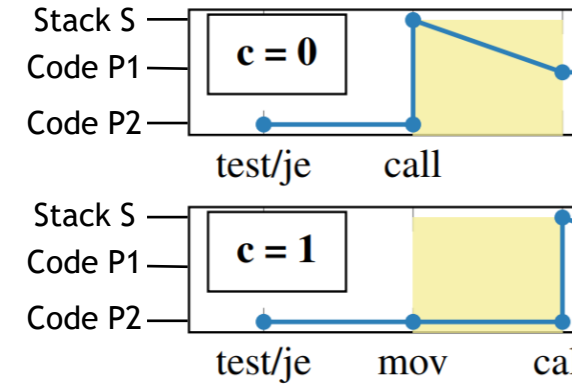 Stack S
c = 0
Code P1
Code P2
test/je call
Stack S
c = 1
Code P1
Code P2
test/je mov